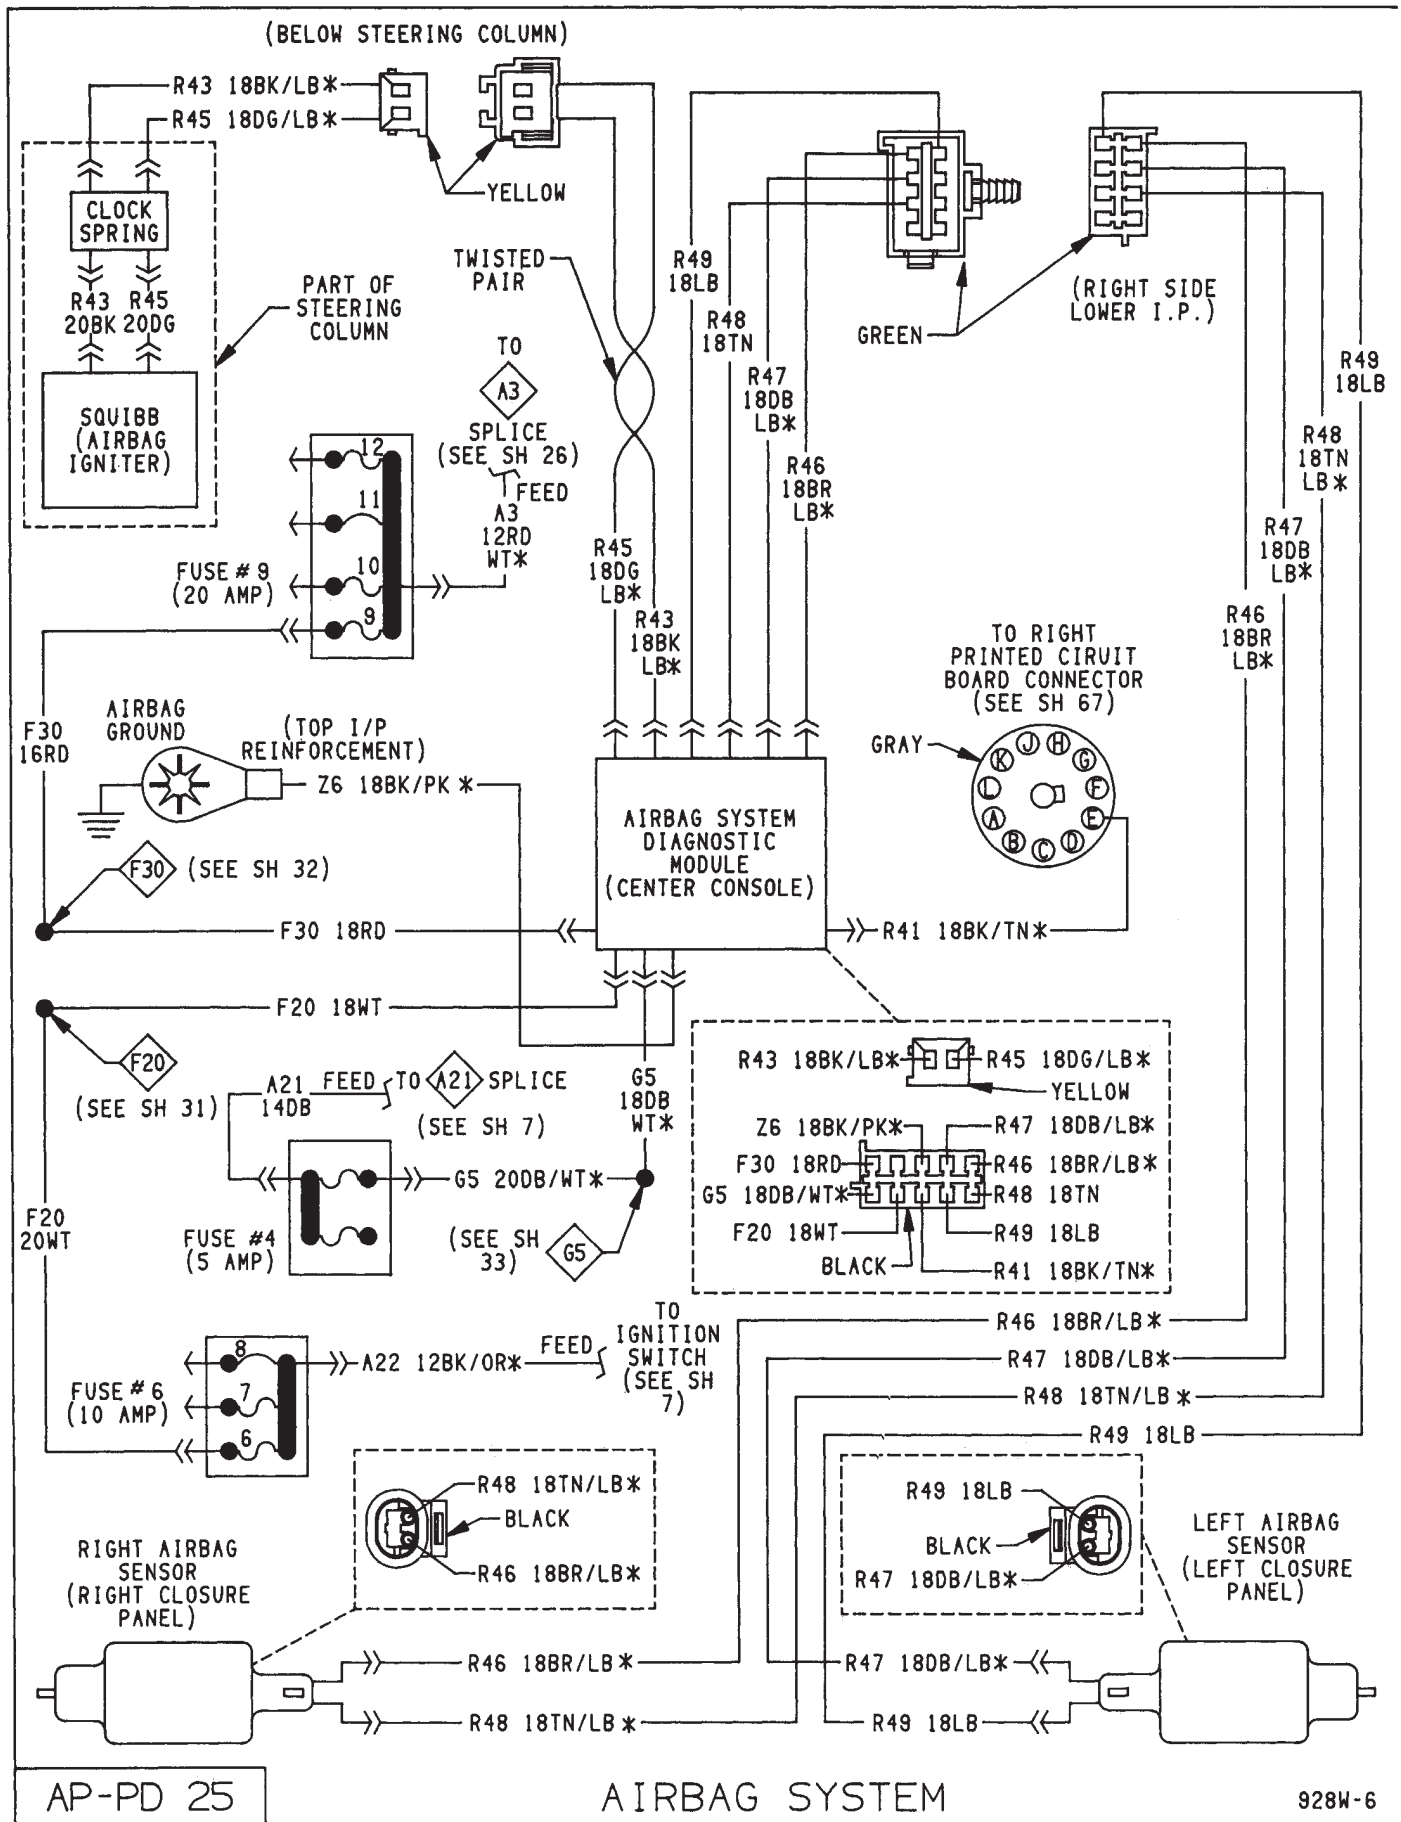 (BELOW STEERING COLUMN)
R43 18BK/LB*
R45 18DG/LB*
YELLOW
CLOCK
SPRING
R43
20BK
R45
20DG
PART OF
STEERING
COLUMN
SQUIBB
(AIRBAG
IGNITER)
TWISTED
PAIR
TO
A3
SPLICE
(SEE SH 26)
FEED
A3
12RD
WT*
12
11
10
9
FUSE #9
(20 AMP)
R49
18LB
R48
18TN
R47
18DB
LB*
R46
18BR
LB*
GREEN
(RIGHT SIDE
LOWER I.P.)
R49
18LB
R48
18TN
LB*
R47
18DB
LB*
R46
18BR
LB*
R45
18DG
LB*
R43
18BK
LB*
F30
16RD
AIRBAG
GROUND
(TOP I/P
REINFORCEMENT)
Z6 18BK/PK *
F30
(SEE SH 32)
F30 18RD
AIRBAG SYSTEM
DIAGNOSTIC
MODULE
(CENTER CONSOLE)
TO RIGHT
PRINTED CIRUIT
BOARD CONNECTOR
(SEE SH 67)
GRAY
J
H
K
G
L
F
A
E
B
C
D
R41 18BK/TN*
F20 18WT
F20
(SEE SH 31)
A21
14DB
FEED
TO
A21
SPLICE
(SEE SH 7)
G5
18DB
WT*
G5 20DB/WT*
FUSE #4
(5 AMP)
(SEE SH
33)
G5
F20
20WT
R43 18BK/LB*
R45 18DG/LB*
YELLOW
Z6 18BK/PK*
R47 18DB/LB*
F30 18RD
R46 18BR/LB*
G5 18DB/WT*
R48 18TN
F20 18WT
R49 18LB
BLACK
R41 18BK/TN*
8
7
6
FUSE #6
(10 AMP)
A22 12BK/OR*
FEED
TO
IGNITION
SWITCH
(SEE SH
7)
R46 18BR/LB*
R47 18DB/LB*
R48 18TN/LB *
R49 18LB
R48 18TN/LB*
BLACK
R46 18BR/LB*
R49 18LB
BLACK
R47 18DB/LB*
RIGHT AIRBAG
SENSOR
(RIGHT CLOSURE
PANEL)
LEFT AIRBAG
SENSOR
(LEFT CLOSURE
PANEL)
R46 18BR/LB *
R48 18TN/LB *
R47 18DB/LB*
R49 18LB
AP-PD 25
AIRBAG SYSTEM
928W-6